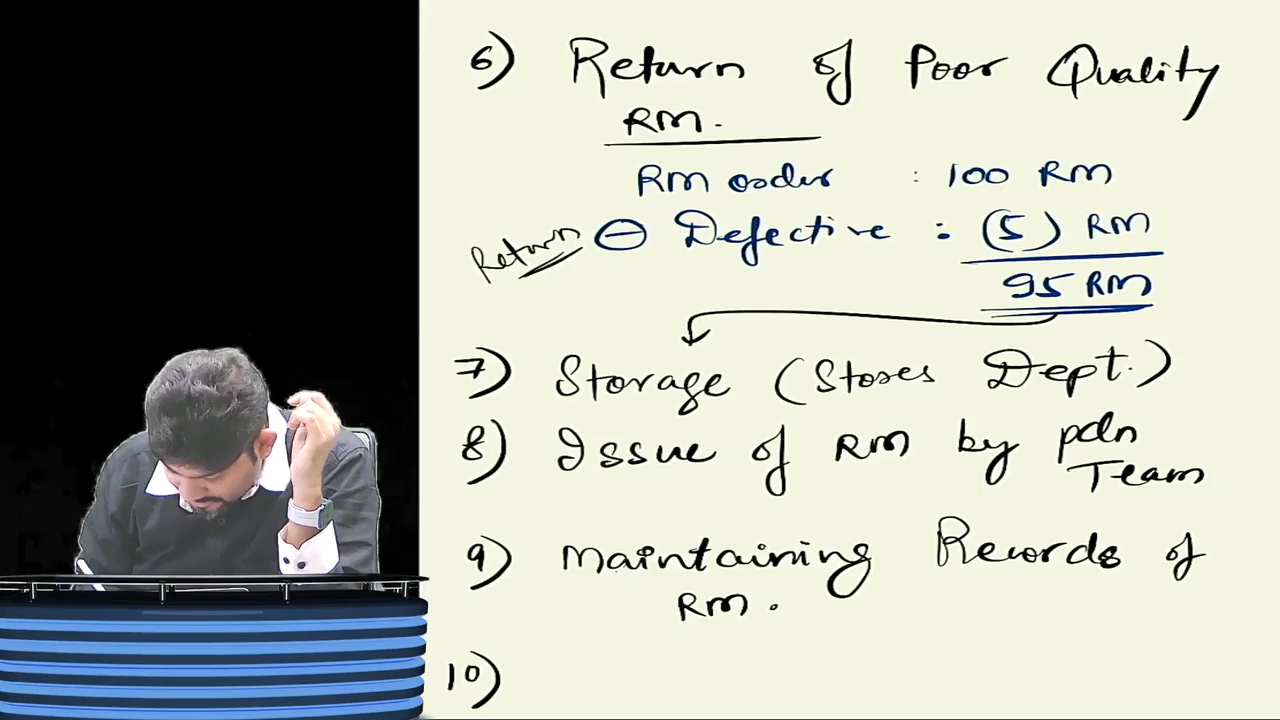 6) Return of Poor Quality
RM.
RM order : 100 RM
Return ⊖ Defective : (5) RM
95 RM
7) Storage (Stores Dept.)
8) Issue of RM by pdn
Team
9) Maintaining Records of
RM.
10)